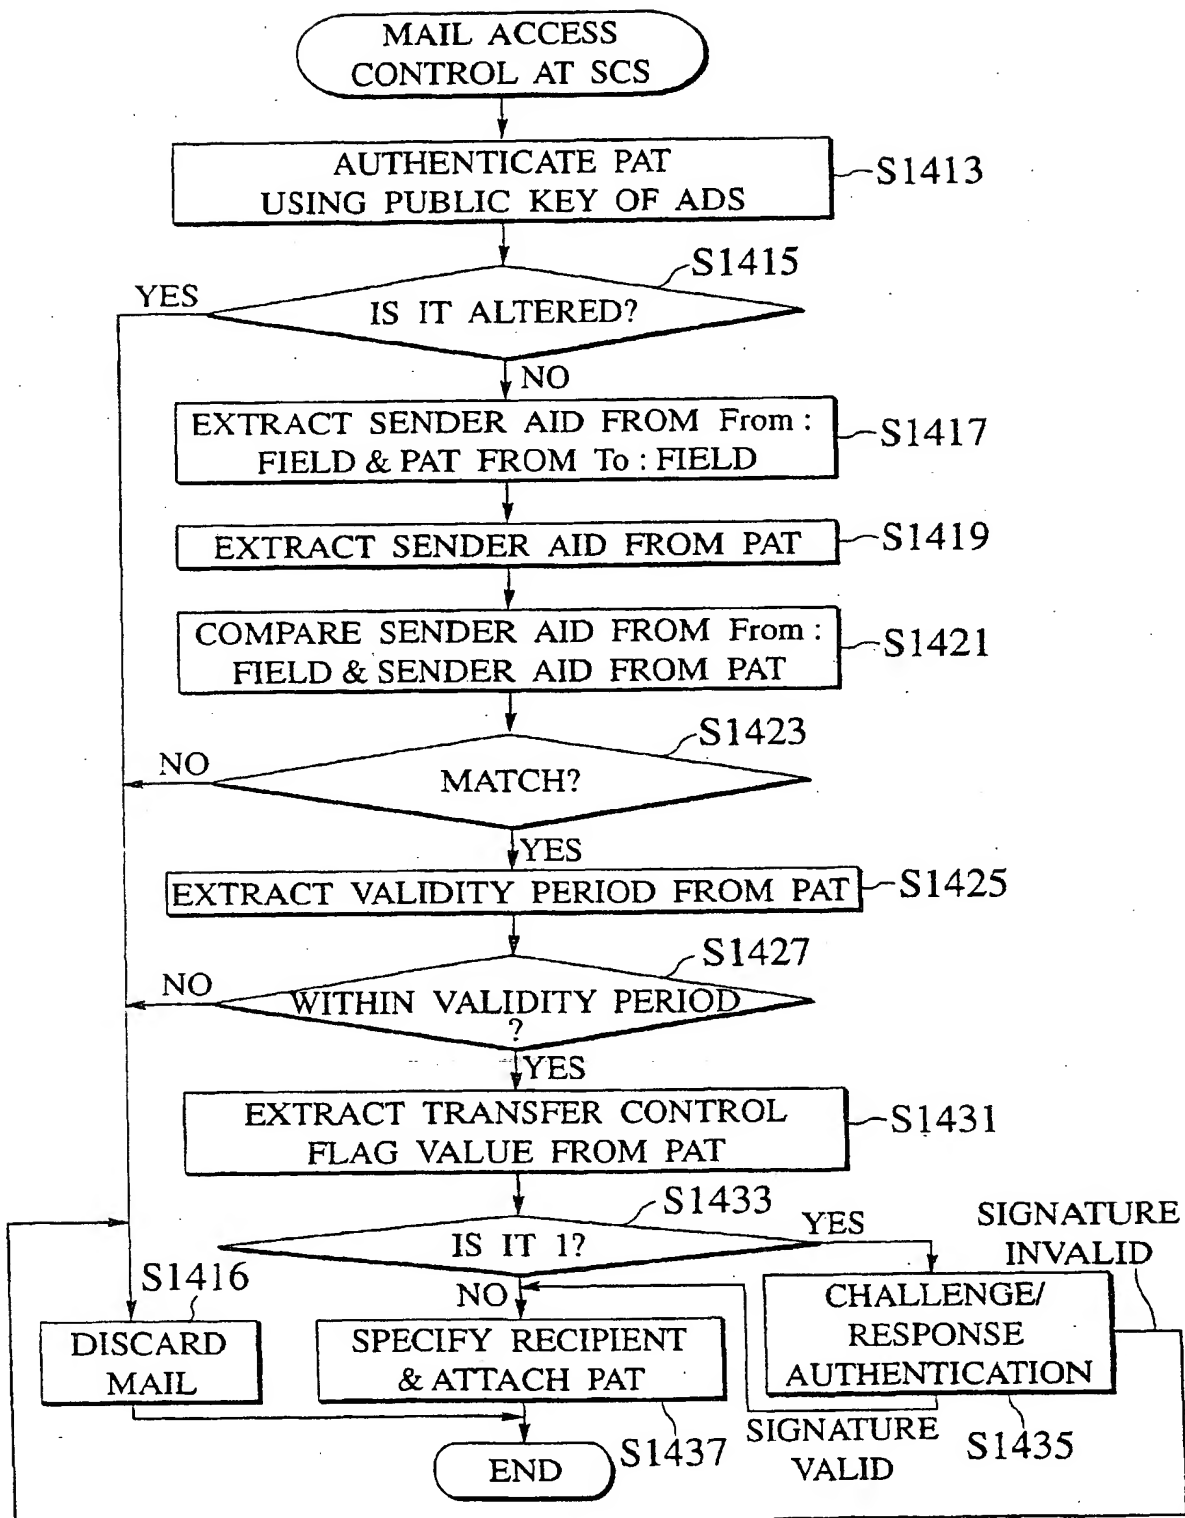 MAIL ACCESS
CONTROL AT SCS
AUTHENTICATE PAT
USING PUBLIC KEY OF ADS
S1413
S1415
YES
IS IT ALTERED?
NO
EXTRACT SENDER AID FROM From :
FIELD & PAT FROM To : FIELD
S1417
EXTRACT SENDER AID FROM PAT
S1419
COMPARE SENDER AID FROM From :
FIELD & SENDER AID FROM PAT
S1421
S1423
NO
MATCH?
YES
EXTRACT VALIDITY PERIOD FROM PAT
S1425
S1427
NO
WITHIN VALIDITY PERIOD
?
YES
EXTRACT TRANSFER CONTROL
FLAG VALUE FROM PAT
S1431
S1433
YES
SIGNATURE
INVALID
IS IT 1?
S1416
NO
CHALLENGE/
RESPONSE
AUTHENTICATION
DISCARD
MAIL
SPECIFY RECIPIENT
& ATTACH PAT
SIGNATURE
VALID
S1435
S1437
END